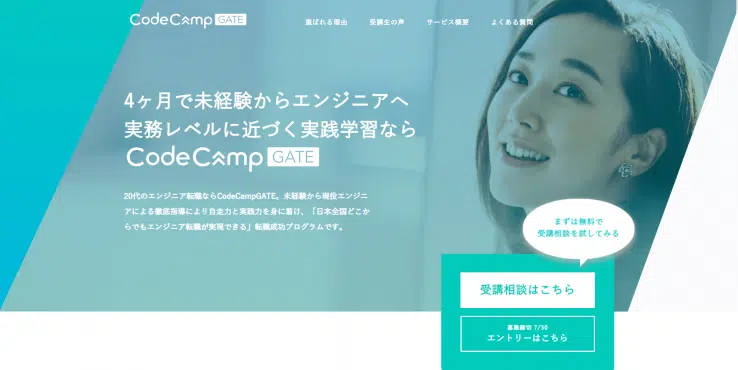 CodeCamp GATE
選ばれる理由
受講生の声
サービス概要
よくある質問
4ヶ月で未経験からエンジニアへ
実務レベルに近づく実践学習なら
CodeCamp GATE
20代のエンジニア転職ならCodeCampGATE。未経験から現役エンジニ
アによる徹底指導により自走力と実践力を身に着け、「日本全国どこか
らでもエンジニア転職が実現できる」転職成功プログラムです。
まずは無料で
受講相談を試してみる
受講相談はこちら
募集締切 7/30
エントリーはこちら